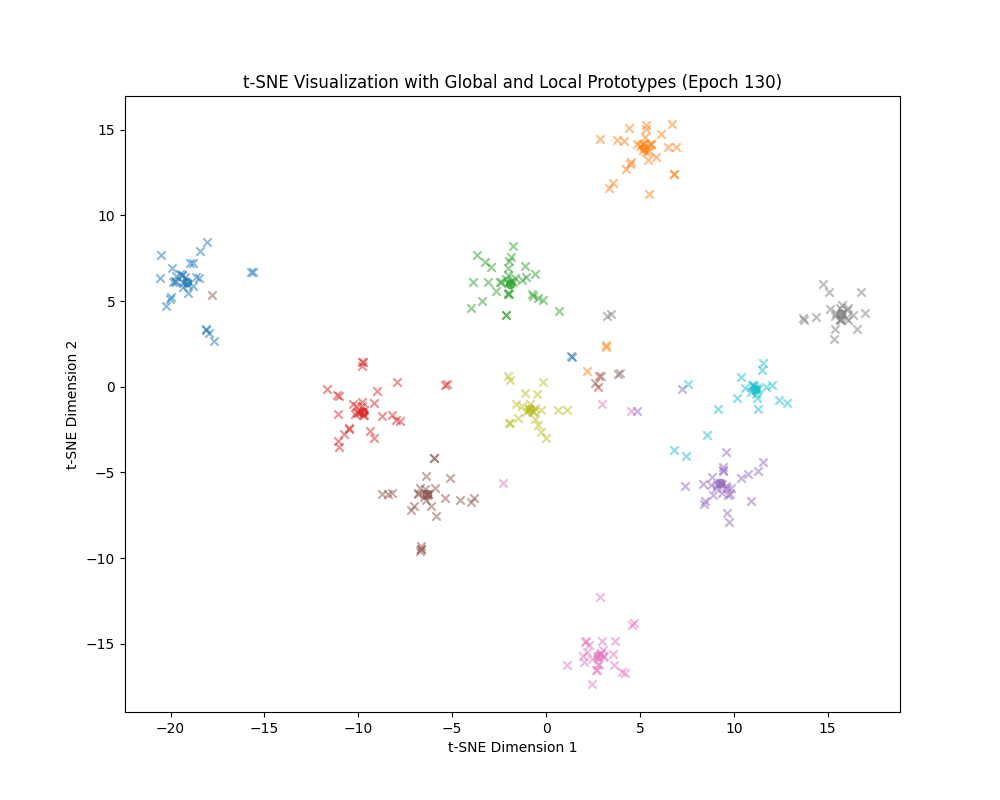 t-SNE Visualization with Global and Local Prototypes (Epoch 130)
15
10
5
0
−5
−10
−15
t-SNE Dimension 2
−20 −15 −10 −5 0 5 10 15
t-SNE Dimension 1